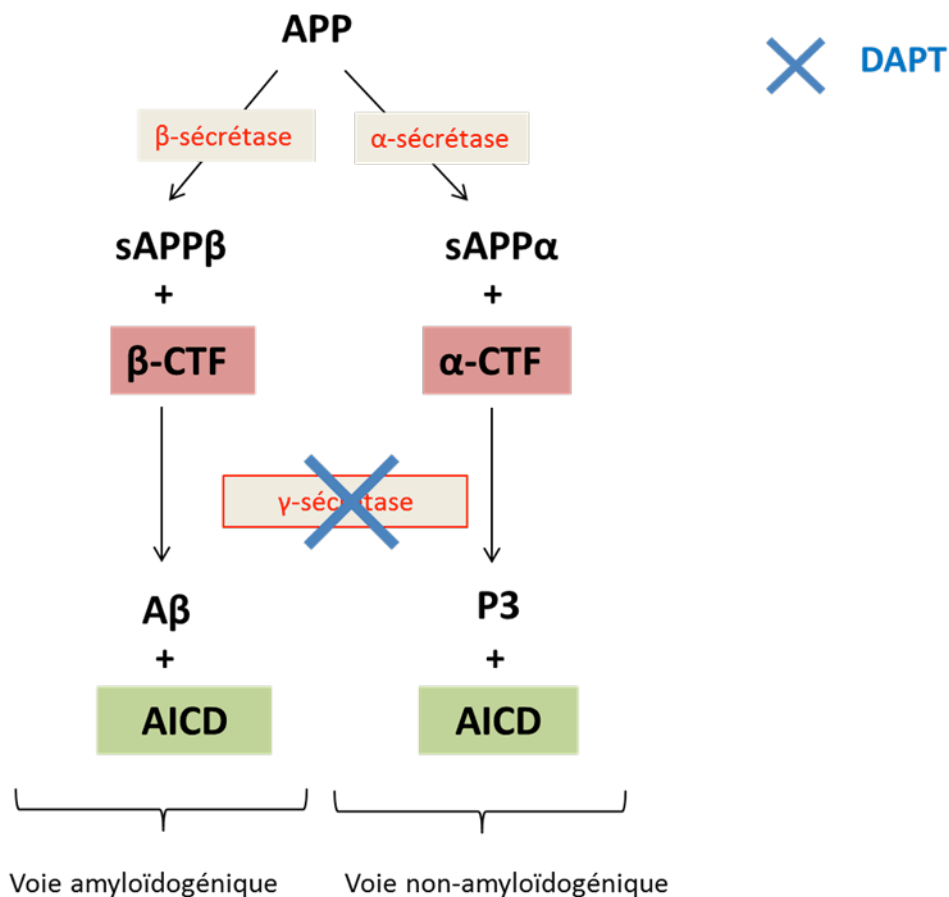 APP
DAPT
β-sécrétase
α-sécrétase
sAPPβ
sAPPα
+
+
β-CTF
α-CTF
γ-sécrétase
Aβ
P3
+
+
AICD
AICD
Voie amyloïdogénique
Voie non-amyloïdogénique